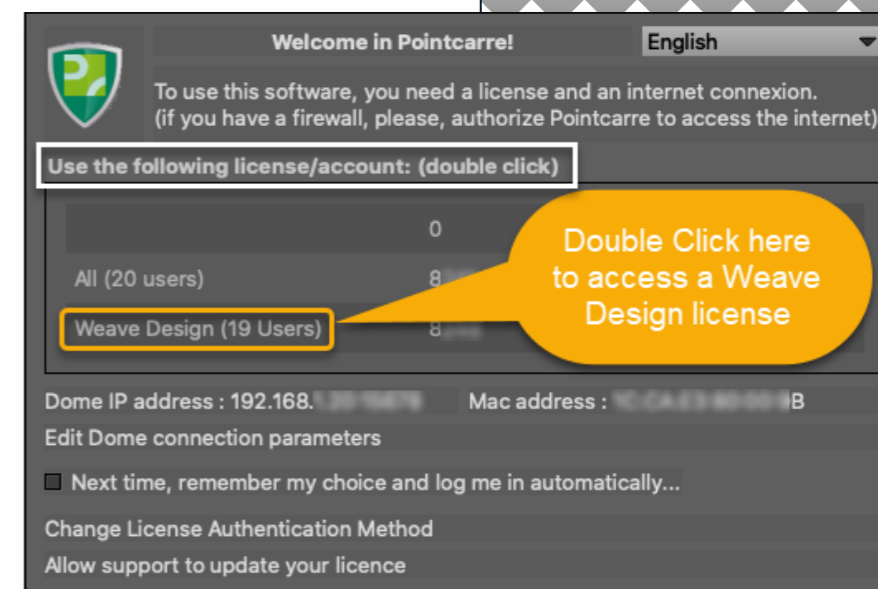 Welcome in Pointcarre!
English
To use this software, you need a license and an internet connexion.
(if you have a firewall, please, authorize Pointcarre to access the internet)
Use the following license/account: (double click)
0
All (20 users) 8
Weave Design (19 Users) 8
Double Click here
to access a Weave
Design license
Dome IP address : 192.168. Mac address : B
Edit Dome connection parameters
Next time, remember my choice and log me in automatically...
Change License Authentication Method
Allow support to update your licence